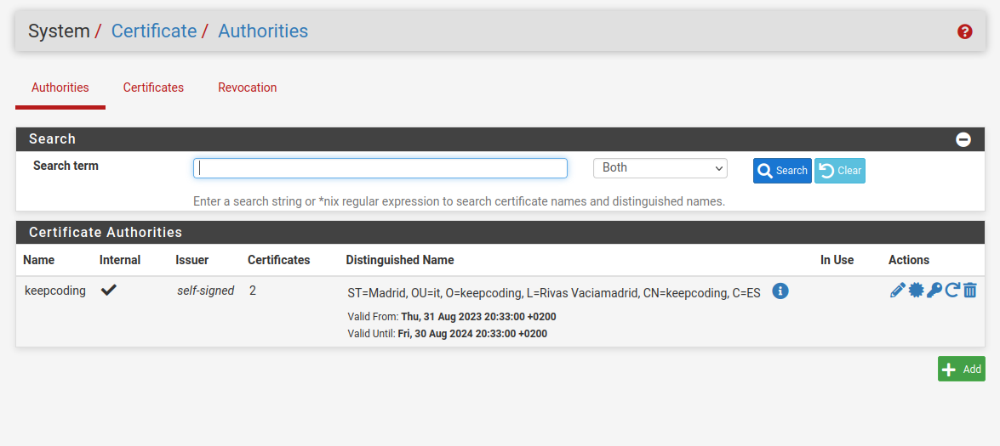 System / Certificate / Authorities
Authorities Certificates Revocation
Search
Search term Both Search Clear
Enter a search string or *nix regular expression to search certificate names and distinguished names.
Certificate Authorities
Name Internal Issuer Certificates Distinguished Name In Use Actions
keepcoding self-signed 2 ST=Madrid, OU=it, O=keepcoding, L=Rivas Vaciamadrid, CN=keepcoding, C=ES
Valid From: Thu, 31 Aug 2023 20:33:00 +0200
Valid Until: Fri, 30 Aug 2024 20:33:00 +0200
Add